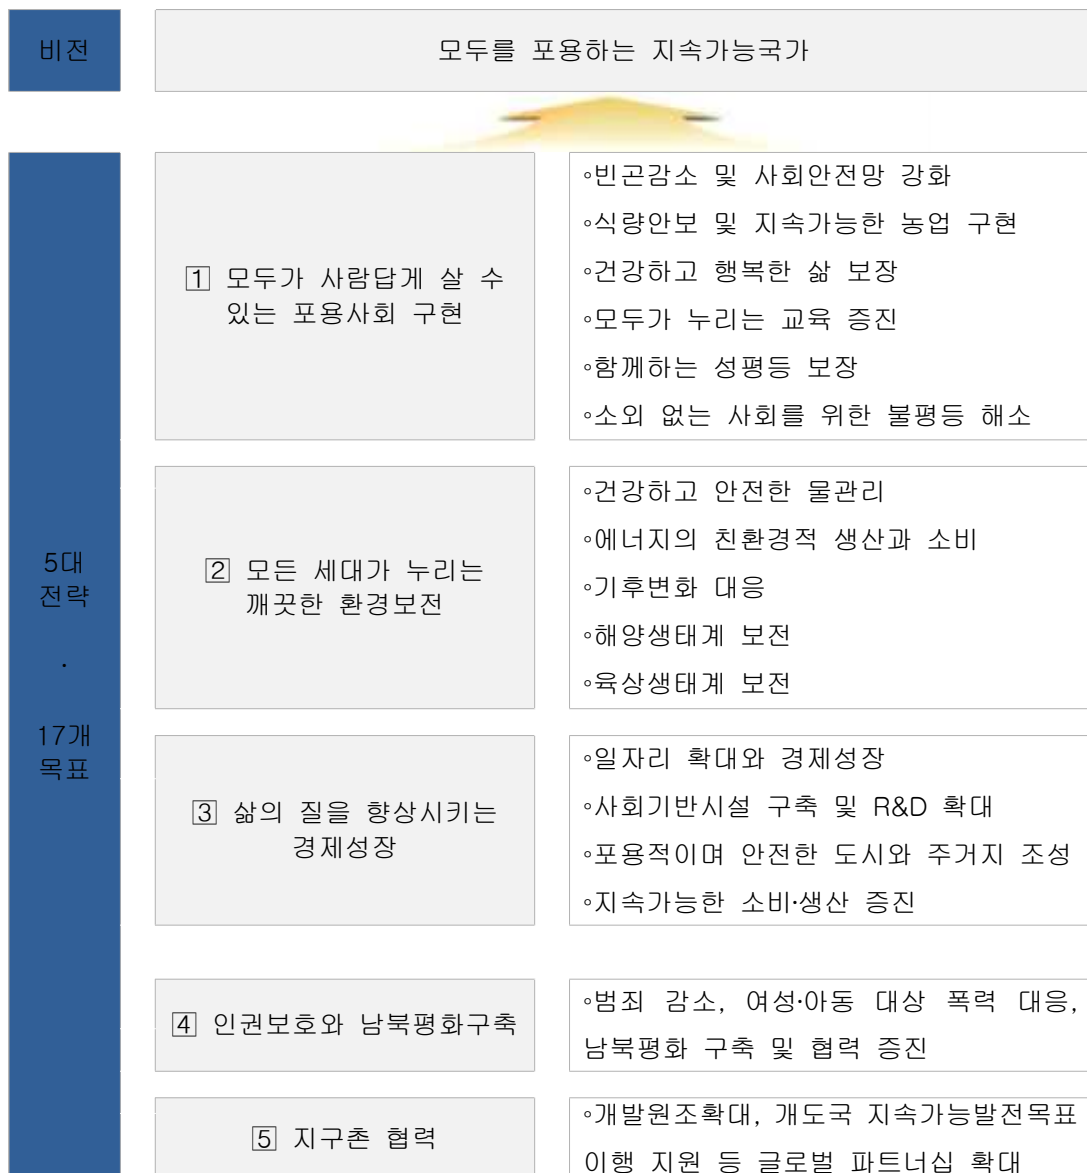 비전
모두를 포용하는 지속가능국가
5대
전략
·
17개
목표
1 모두가 사람답게 살 수
있는 포용사회 구현
◦빈곤감소 및 사회안전망 강화
◦식량안보 및 지속가능한 농업 구현
◦건강하고 행복한 삶 보장
◦모두가 누리는 교육 증진
◦함께하는 성평등 보장
◦소외 없는 사회를 위한 불평등 해소
2 모든 세대가 누리는
깨끗한 환경보전
◦건강하고 안전한 물관리
◦에너지의 친환경적 생산과 소비
◦기후변화 대응
◦해양생태계 보전
◦육상생태계 보전
3 삶의 질을 향상시키는
경제성장
◦일자리 확대와 경제성장
◦사회기반시설 구축 및 R&D 확대
◦포용적이며 안전한 도시와 주거지 조성
◦지속가능한 소비·생산 증진
4 인권보호와 남북평화구축
◦범죄 감소, 여성·아동 대상 폭력 대응,
남북평화 구축 및 협력 증진
5 지구촌 협력
◦개발원조확대, 개도국 지속가능발전목표
이행 지원 등 글로벌 파트너십 확대